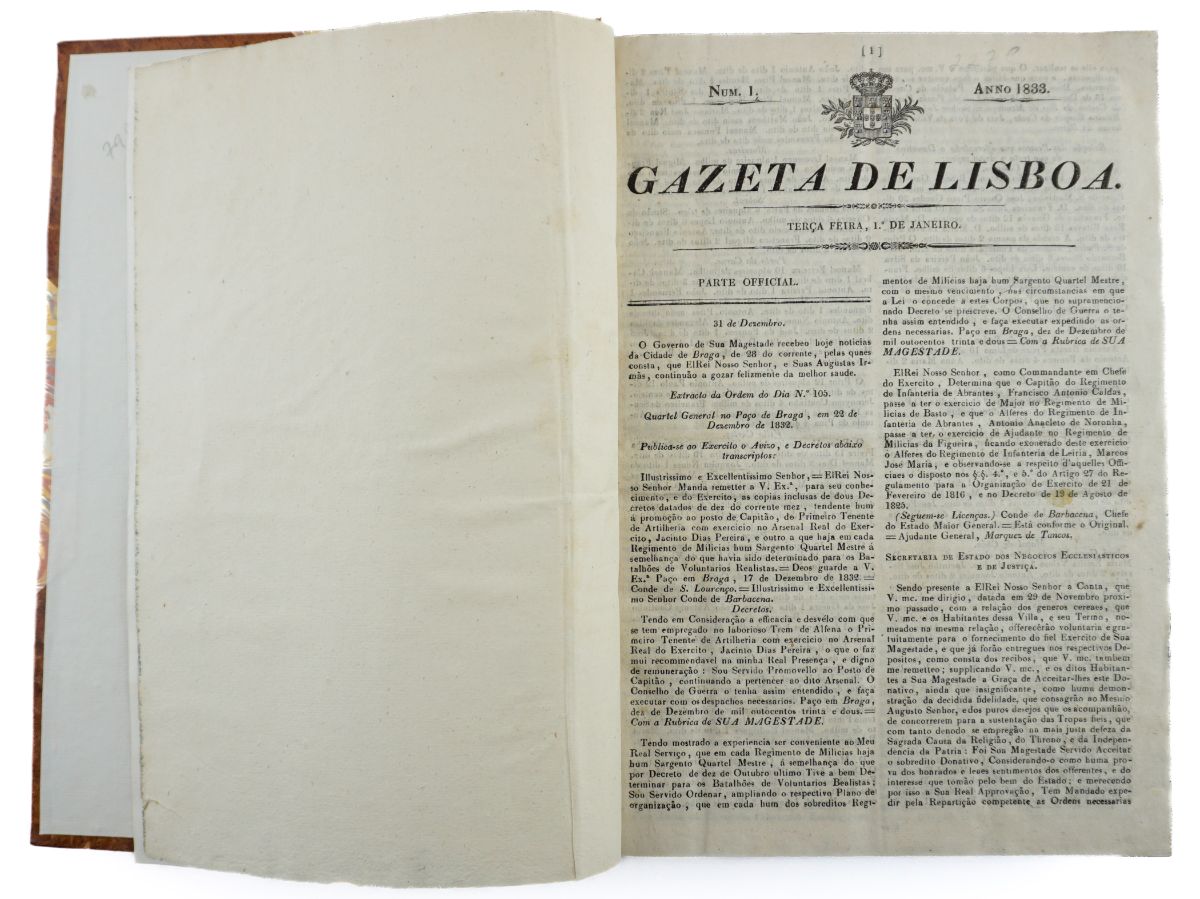 [ 1 ]
NUM. 1.
ANNO 1833.
GAZETA DE LISBOA.
TERÇA FEIRA, 1.º DE JANEIRO.
PARTE OFFICIAL.
31 de Dezembro.
O Governo de Sua Magestade recebeo hoje noticias
da Cidade de Braga, de 28 do corrente, pelas quaes
consta, que ElRei Nosso Senhor, e Suas Augustas Ir-
mãs, continuão a gozar felizmente da melhor saude.
Extracto da Ordem do Dia N.º 105.
Quartel General no Paço de Braga, em 22 de
Dezembro de 1832.
Publica-se ao Exercito o Avizo, e Decretos abaixo
transcriptos:
Illustrissimo e Excellentissimo Senhor, = ElRei Nos-
so Senhor Manda remetter a V. Ex.ª, para seu conhe-
cimento, e do Exercito, as copias inclusas de dous De-
cretos datados de dez do corrente mez, tendente hum
á promoção ao posto de Capitão, do Primeiro Tenente
de Artilheria com exercicio no Arsenal Real do Exer-
cito, Jacinto Dias Pereira, e outro a que haja em cada
Regimento de Milicias hum Sargento Quartel Mestre á
semelhança do que havia sido determinado para os Ba-
talhões de Voluntarios Realistas. = Deos guarde a V.
Ex.ª Paço em Braga, 17 de Dezembro de 1832. =
Conde de S. Lourenço. = Illustrissimo e Excellentissi-
mo Senhor Conde de Barbacena.
Decretos.
Tendo em Consideração a efficacia e desvélo com que
se tem empregado no laborioso Trem de Alfena o Pri-
meiro Tenente de Artilheria com exercicio no Arsenal
Real do Exercito, Jacinto Dias Pereira, o que o faz
mui recommendavel na minha Real Presença, e digno
de remuneração: Sou Servido Promovello ao Posto de
Capitão, continuando a pertencer ao dito Arsenal. O
Conselho de Guerra o tenha assim entendido, e faça
executar com os despachos necessarios. Paço em Braga,
dez de Dezembro de mil outocentos trinta e dous. =
Com a Rubrica de SUA MAGESTADE.
Tendo mostrado a experiencia ser conveniente ao Meu
Real Serviço, que em cada Regimento de Milicias haja
hum Sargento Quartel Mestre, á semelhança do que
por Decreto de dez de Outubro ultimo Tive a bem De-
terminar para os Batalhões de Voluntarios Realistas:
Sou Servido Ordenar, ampliando o respectivo Plano de
organização, que em cada hum dos sobreditos Regi-
mentos de Milicias haja hum Sargento Quartel Mestre,
com o mesmo vencimento, nas circumstancias em que
a Lei o concede a estes Corpos, que no supramencio-
nado Decreto se prescreve. O Conselho de Guerra o te-
nha assim entendido, e faça executar expedindo as or-
dens necessarias. Paço em Braga, dez de Dezembro de
mil outocentos trinta e dous = Com a Rubrica de SUA
MAGESTADE.
ElRei Nosso Senhor, como Commandante em Chefe
do Exercito, Determina que o Capitão do Regimento
de Infanteria de Abrantes, Francisco Antonio Caldas,
passe a ter o exercicio de Major no Regimento de Mi-
licias de Basto, e que o Alferes do Regimento de In-
fanteria de Abrantes, Antonio Anacleto de Noronha,
passe a ter o exercicio de Ajudante no Regimento de
Milicias da Figueira, ficando exonerado deste exercicio
o Alferes do Regimento de Infanteria de Leiria, Marcos
José Maria, e observando-se a respeito d'aquelles Offi-
ciaes o disposto nos §.§. 4.º, e 5.º do Artigo 27 do Re-
gulamento para a Organização de Exercito de 21 de
Fevereiro de 1816, e no Decreto de 19 de Agosto de
1825.
(Seguem-se Licenças.) Conde de Barbacena, Chefe
do Estado Maior General. = Está conforme o Original.
= Ajudante General, Marquez de Tancos.
SECRETARIA DE ESTADO DOS NEGOCIOS ECCLESIASTICOS
E DE JUSTIÇA.
Sendo presente a ElRei Nosso Senhor a Conta, que
V. mc. me dirigio, datada em 29 de Novembro proxi-
mo passado, com a relação dos generos cereaes, que
V. mc. e os Habitantes dessa Villa, e seu Termo, no-
meados na mesma relação, offerecêrão voluntaria e gra-
tuitamente para o fornecimento do fiel Exercito de Sua
Magestade, e que já forão entregues nos respectivos De-
positos, como consta dos recibos, que V. mc. tambem
me remetteo; supplicando V. mc., e os ditos Habitan-
tes a Sua Magestade a Graça de Acceitar-lhes este Do-
nativo, ainda que insignificante, como huma demon-
stração da decidida fidelidade, que consagrão ao Mesmo
Augusto Senhor, e dos puros desejos que os acompanhão,
de concorrerem para a sustentação das Tropas fieis, que
com tanto denodo se empregão na mais justa defeza da
Sagrada Causa da Religião, do Throno, e da Indepen-
dencia da Patria: Foi Sua Magestade Servido Acceitar
o sobredito Donativo, Considerando-o como huma pro-
va dos honrados e leues sentimentos dos offerentes, e do
interesse que tomão pelo bem do Estado; e merecendo
por isso a Sua Real Approvação, Tem Mandado expe-
dir pela Repartição competente as Ordens necessarias